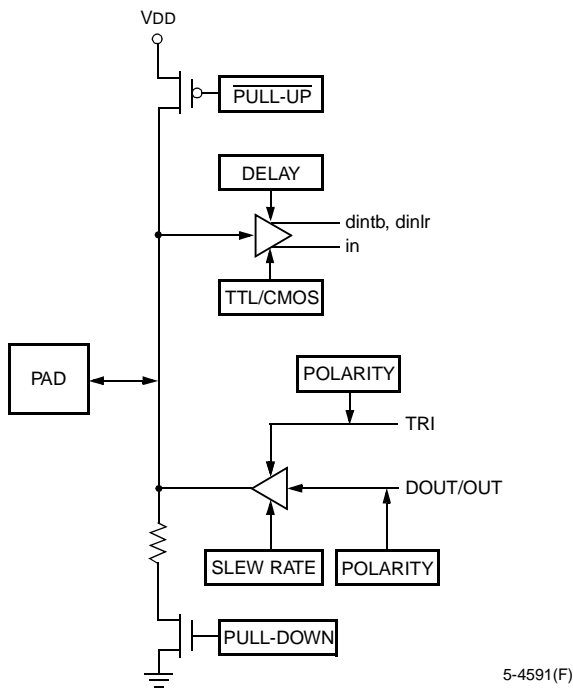 VDD
PULL-UP
DELAY
dintb, dinlr
in
TTL/CMOS
PAD
POLARITY
TRI
DOUT/OUT
SLEW RATE
POLARITY
PULL-DOWN
5-4591(F)